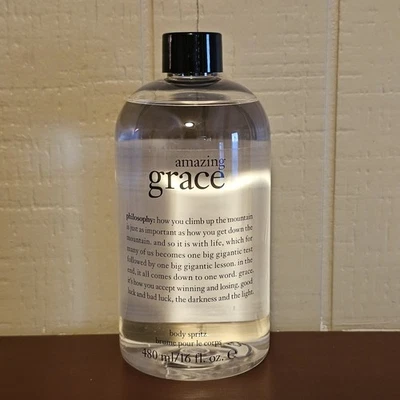 amazing
grace
philosophy: how you climb up the mountain
is just as important as how you get down the
mountain. and so it is with life, which for
many of us becomes one big gigantic test
followed by one big gigantic lesson. in the
end, it all comes down to one word. grace.
it's how you accept winning and losing, good
luck and bad luck, the darkness and the light.
body spritz
brume pour le corps
480 ml/16 fl. oz. e